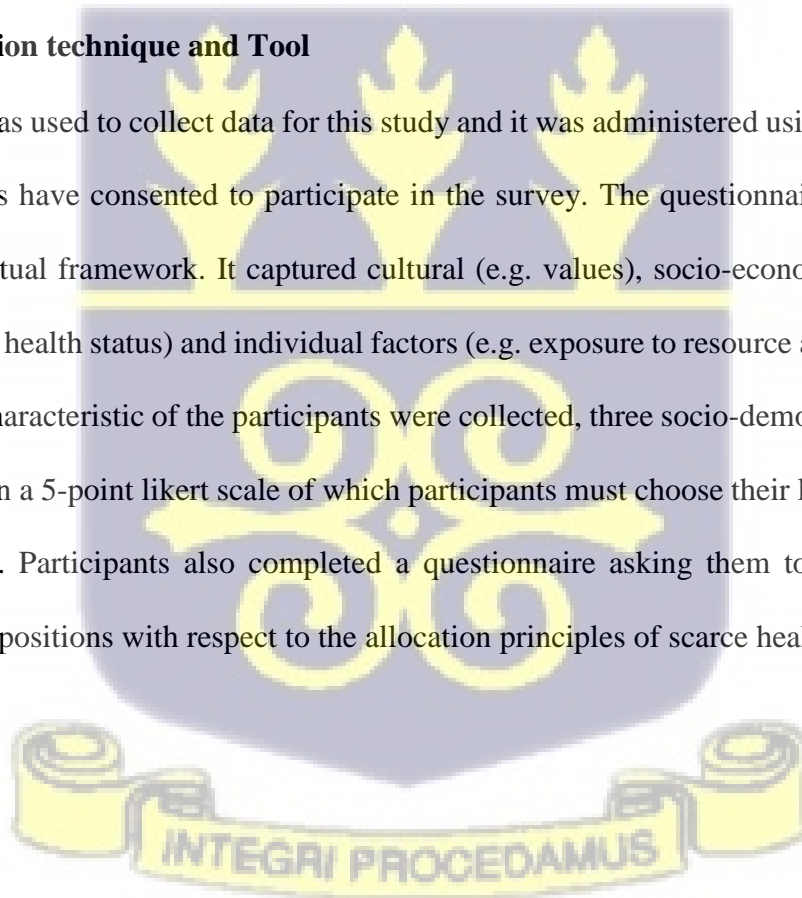 ion technique and Tool
as used to collect data for this study and it was administered usi
s have consented to participate in the survey. The questionnai
tual framework. It captured cultural (e.g. values), socio-econo
health status) and individual factors (e.g. exposure to resource a
haracteristic of the participants were collected, three socio-demo
n a 5-point likert scale of which participants must choose their l
. Participants also completed a questionnaire asking them to
positions with respect to the allocation principles of scarce heal
INTEGRI PROCEDAMUS